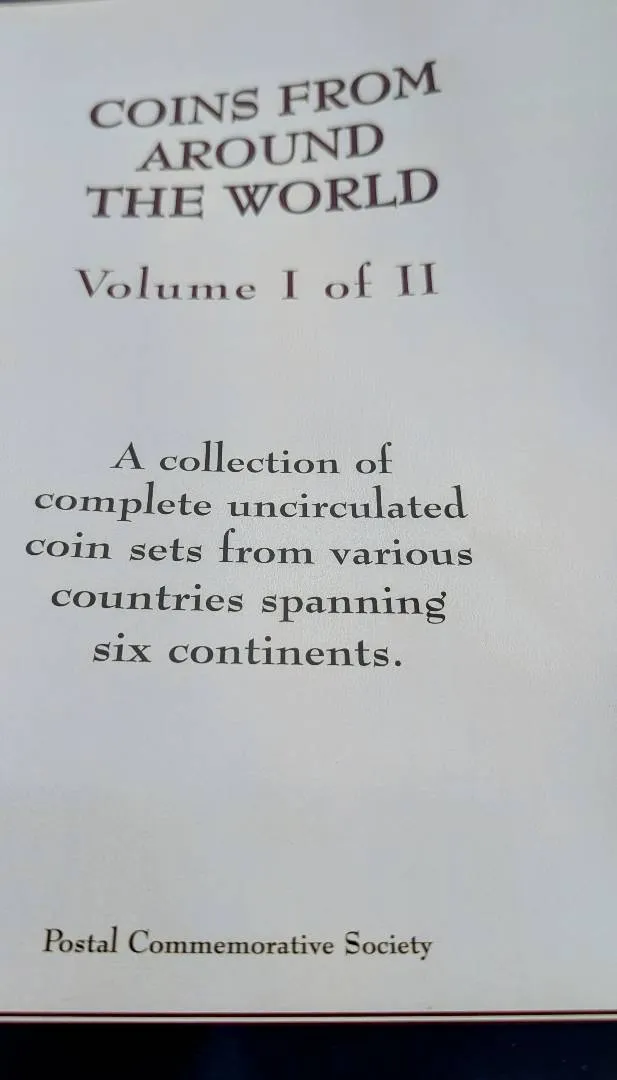 COINS FROM
AROUND
THE WORLD
Volume I of II
A collection of
complete uncirculated
coin sets from various
countries spanning
six continents.
Postal Commemorative Society